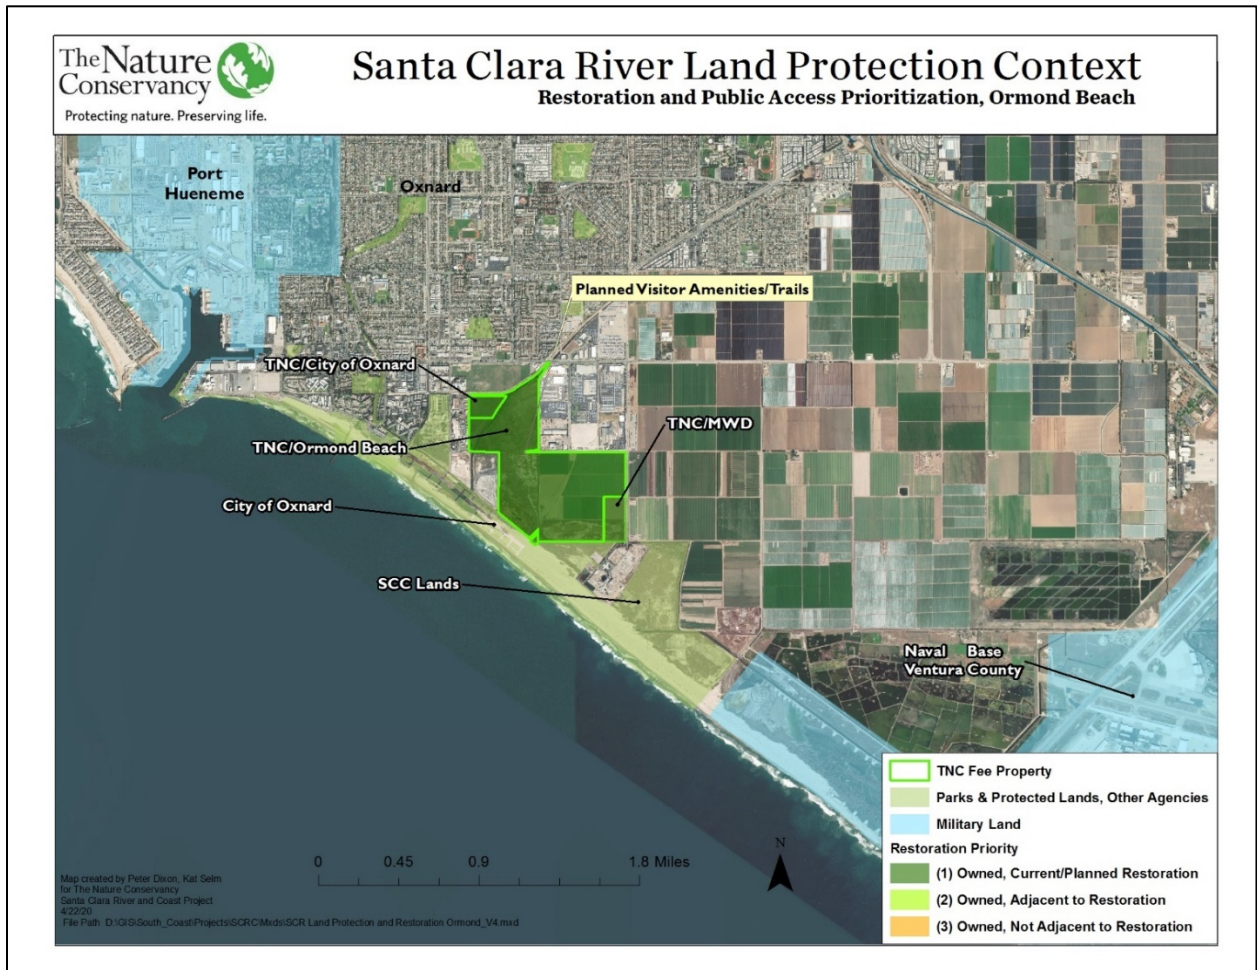 The Nature
Conservancy
Protecting nature. Preserving life.
Santa Clara River Land Protection Context
Restoration and Public Access Prioritization, Ormond Beach
Port
Hueneme
Oxnard
Planned Visitor Amenities/Trails
TNC/City of Oxnard
TNC/Ormond Beach
TNC/MWD
City of Oxnard
SCC Lands
Naval Base
Ventura County
TNC Fee Property
Parks & Protected Lands, Other Agencies
Military Land
Restoration Priority
(1) Owned, Current/Planned Restoration
(2) Owned, Adjacent to Restoration
(3) Owned, Not Adjacent to Restoration
0 0.45 0.9 1.8 Miles
N
Map created by Peter Dixon, Kat Selm
for The Nature Conservancy
Santa Clara River and Coast Project
4/22/20
File Path D:\GIS\South_Coast\Projects\SCRC\Mxds\SCR Land Protection and Restoration Ormond_V4.mxd